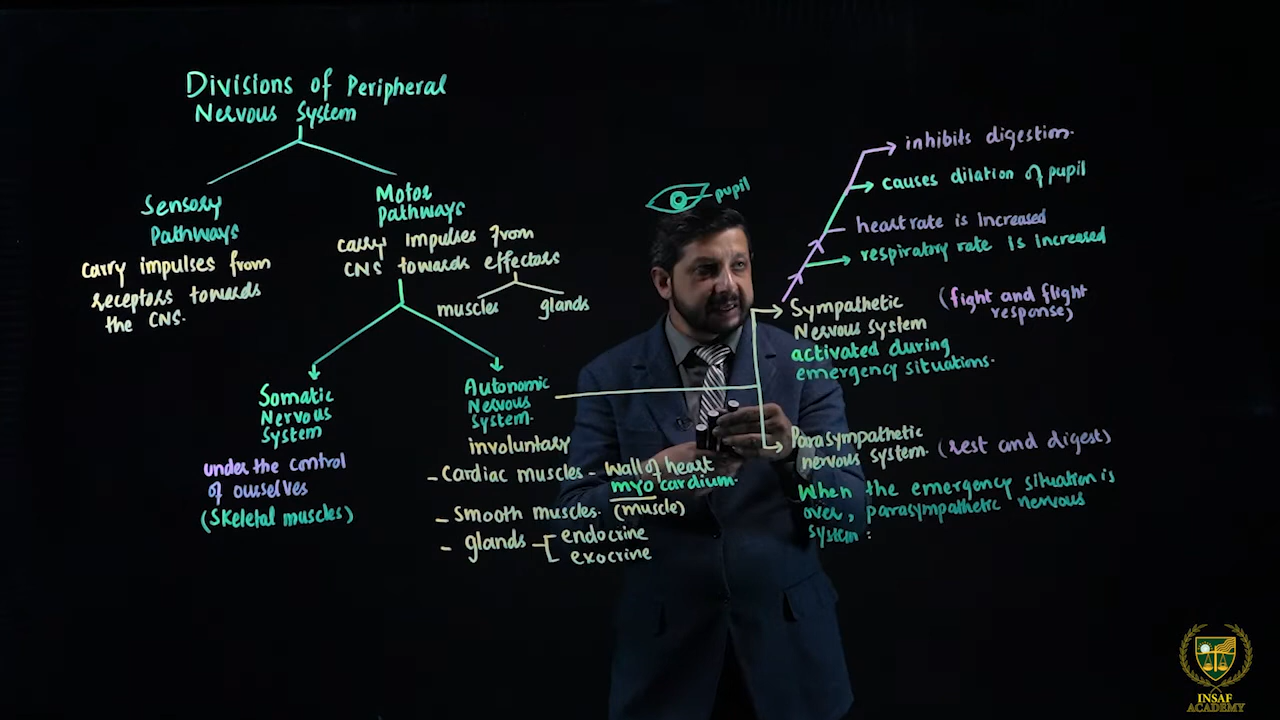 Divisions of Peripheral
Nervous System
Sensory
Pathways
carry impulses from
receptors towards
the CNS.
Motor
Pathways
carry impulses from
CNS towards effectors
muscles
glands
Somatic
Nervous
System
under the control
of ourselves
(Skeletal muscles)
Autonomic
Nervous
System.
involuntary
- Cardiac muscles - Wall of heart
myo cardium.
- Smooth muscles. (muscle)
- glands - endocrine
exocrine
pupil
inhibits digestion.
causes dilation of pupil
heart rate is Increased
respiratory rate is Increased
Sympathetic
Nervous System
(fight and flight
response)
activated during
emergency situations.
Parasympathetic
nervous system. (rest and digest)
When the emergency situation is
over, parasympathetic nervous
system:
INSAF
ACADEMY